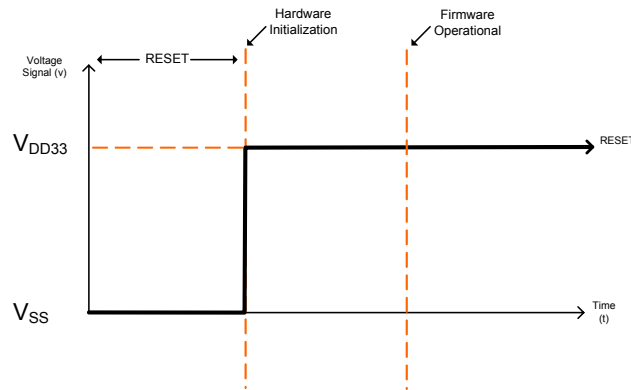 Hardware
Initialization
Firmware
Operational
Voltage
Signal (v)
RESET
VDD33
RESET
VSS
Time
(t)